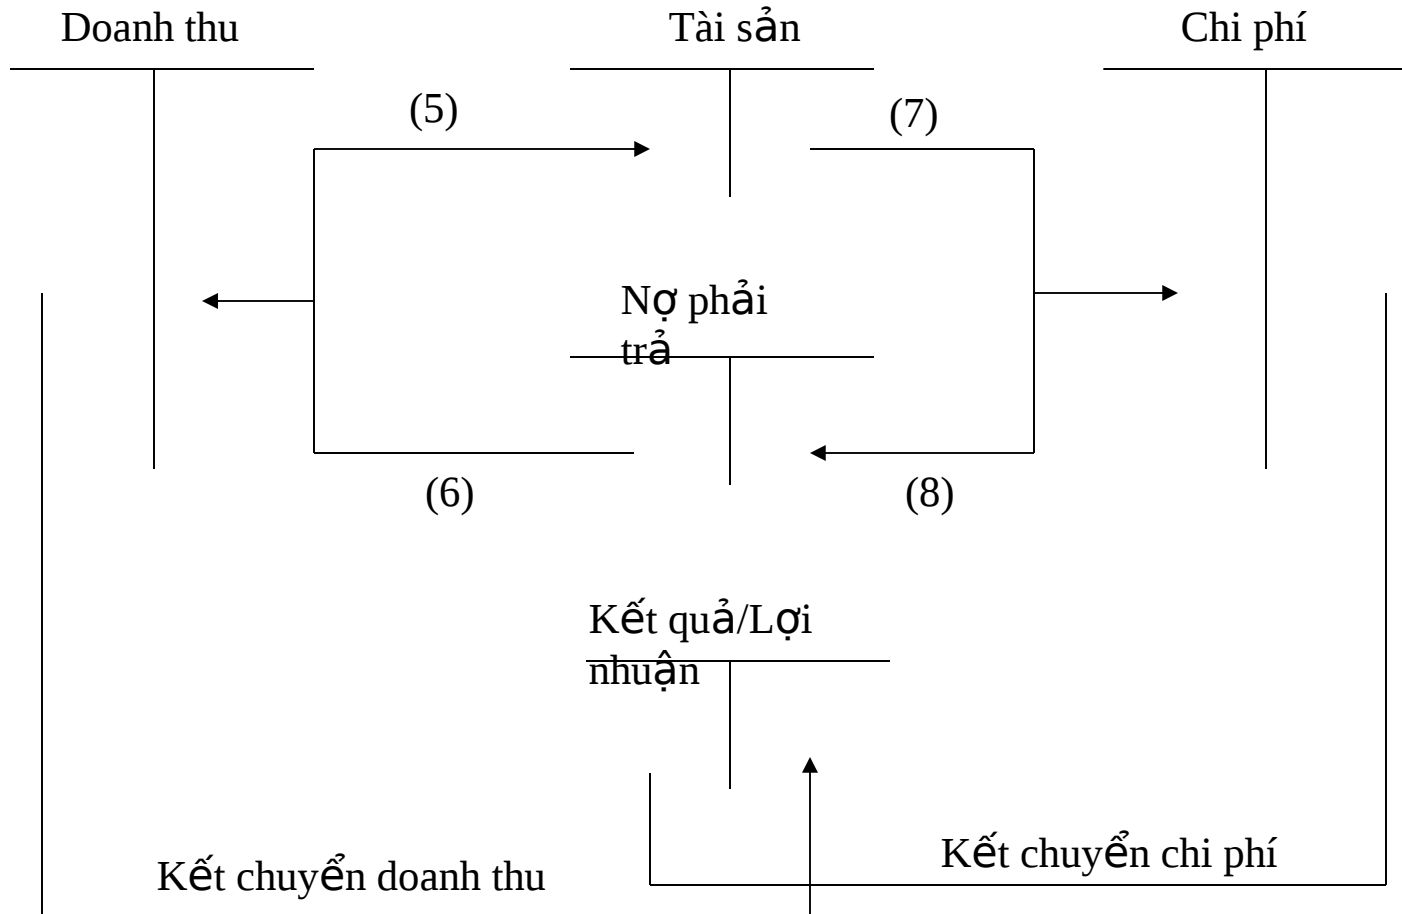 Doanh thu
Tài sản
Chi phí
(5)
(7)
Nợ phải
trả
(6)
(8)
Kết quả/Lợi
nhuận
Kết chuyển chi phí
Kết chuyển doanh thu